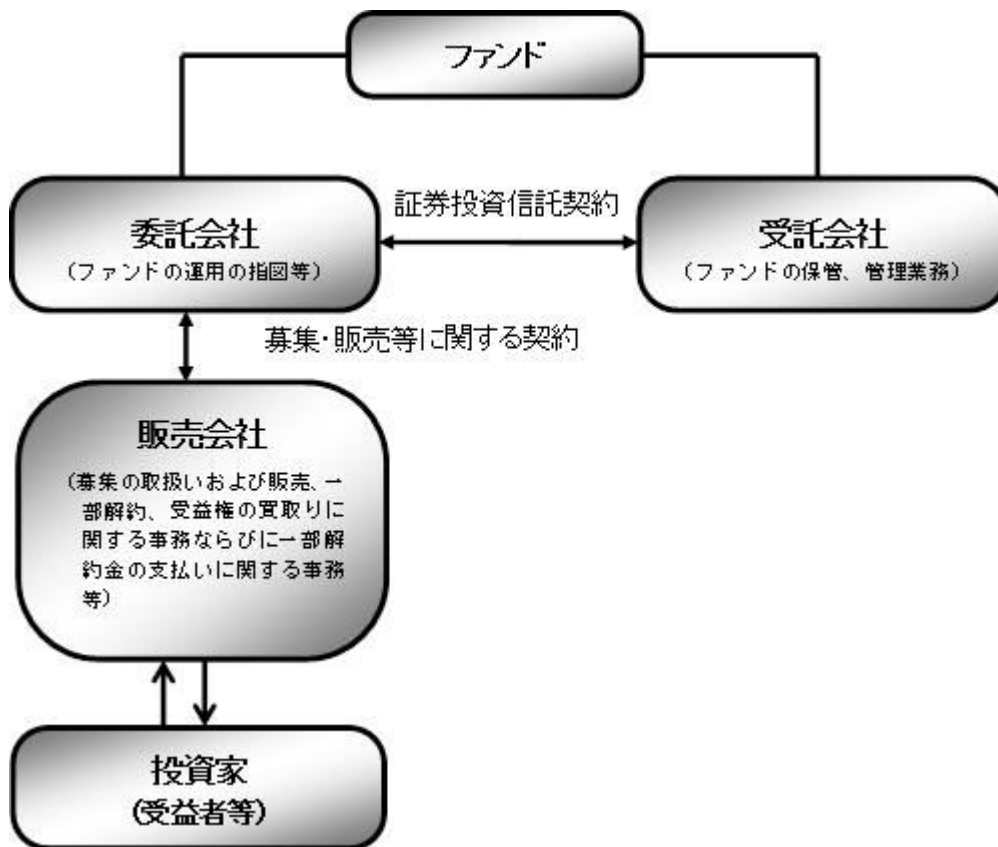 ファンド
証券投資信託契約
委託会社
(ファンドの運用の指図等)
受託会社
(ファンドの保管、管理業務)
募集・販売等に関する契約
販売会社
(募集の取扱いおよび販売、一
部解約、受益権の買取りに
関する事務ならびに一部解
約金の支払いに関する事務
等)
投資家
(受益者等)